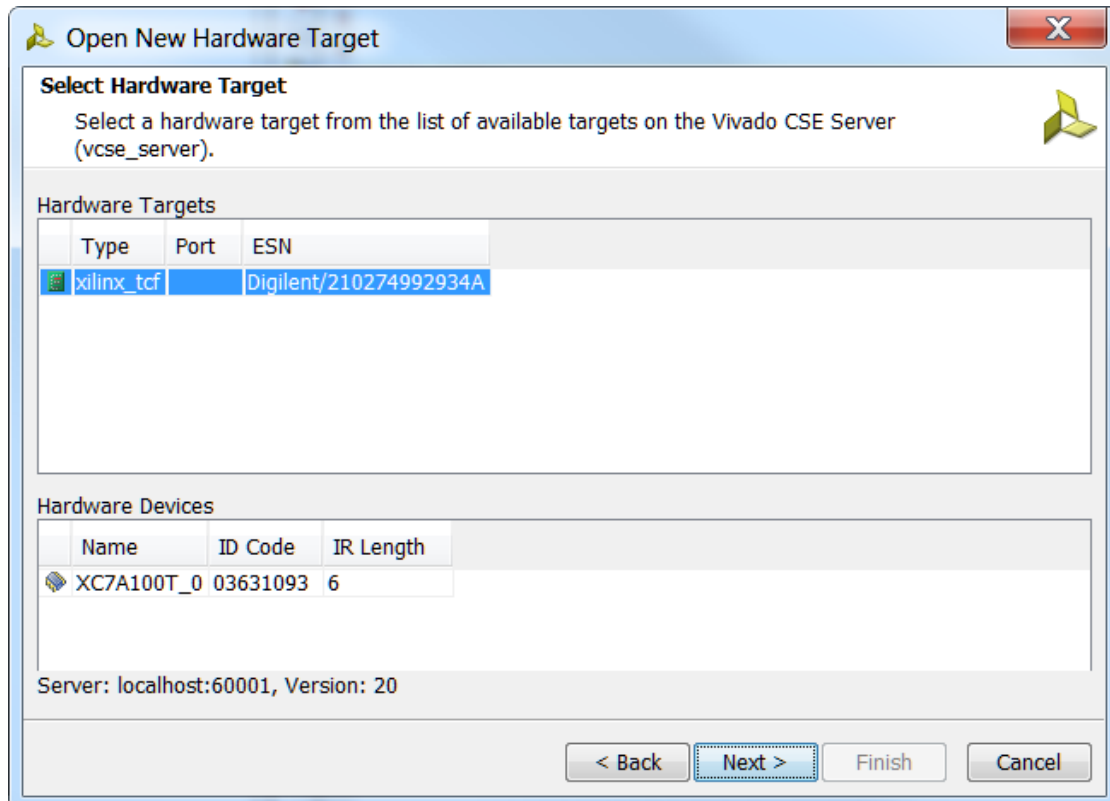 Open New Hardware Target
X
Select Hardware Target
Select a hardware target from the list of available targets on the Vivado CSE Server
(vcse_server).
Hardware Targets
Type Port ESN
xilinx_tcf Digilent/210274992934A
Hardware Devices
Name ID Code IR Length
XC7A100T_0 03631093 6
Server: localhost:60001, Version: 20
< Back Next > Finish Cancel